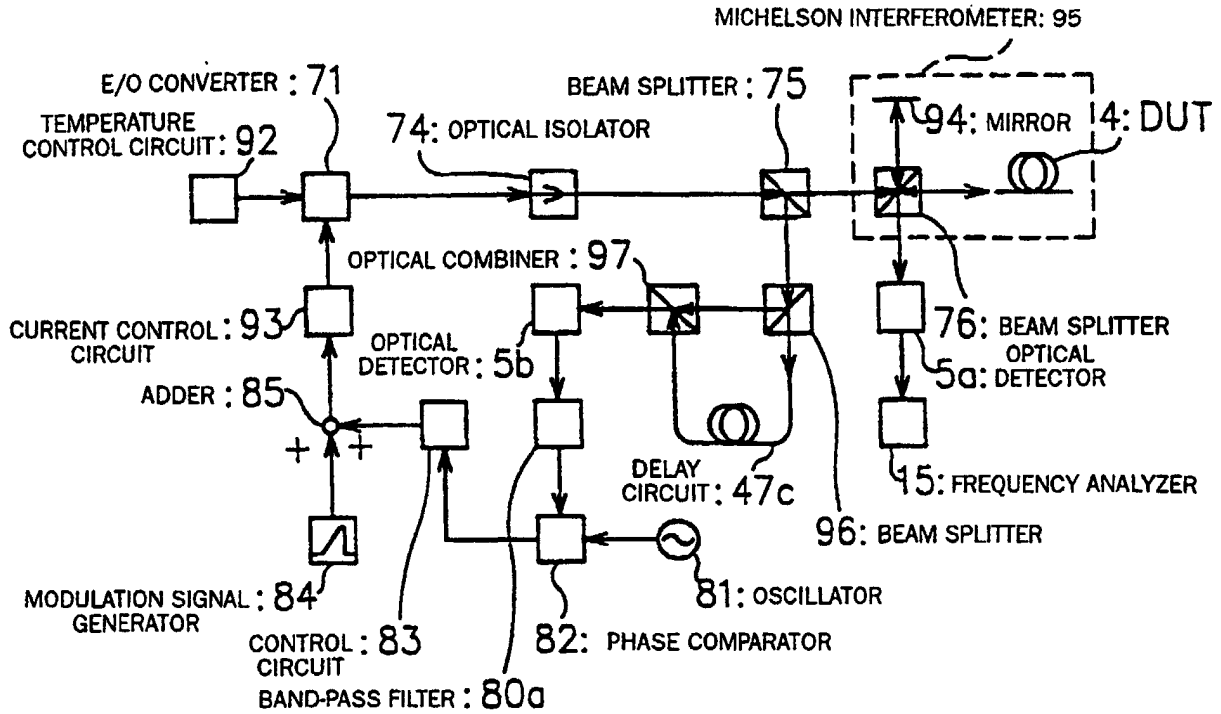 MICHELSON INTERFEROMETER: 95
E/O CONVERTER : 71
BEAM SPLITTER : 75
TEMPERATURE
CONTROL CIRCUIT : 92
74: OPTICAL ISOLATOR
94: MIRROR
4: DUT
OPTICAL COMBINER : 97
CURRENT CONTROL : 93
CIRCUIT
OPTICAL
DETECTOR : 5b
76: BEAM SPLITTER
5a: OPTICAL
DETECTOR
ADDER : 85
+ +
DELAY
CIRCUIT : 47c
15: FREQUENCY ANALYZER
96: BEAM SPLITTER
MODULATION SIGNAL : 84
GENERATOR
81: OSCILLATOR
CONTROL : 83
CIRCUIT
82: PHASE COMPARATOR
BAND-PASS FILTER : 80a